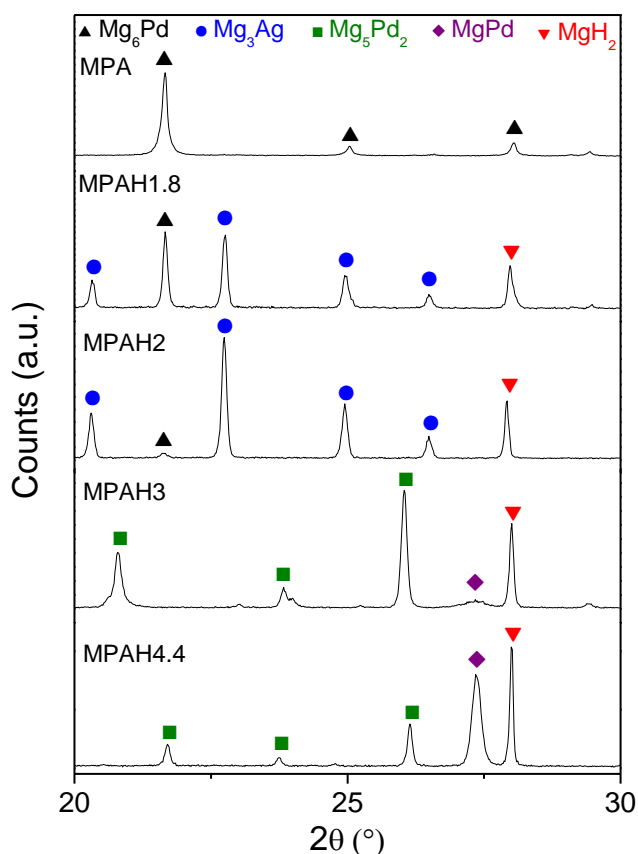 ▲ Mg₆Pd ● Mg₃Ag ■ Mg₅Pd₂ ◆ MgPd ▼ MgH₂
MPA
MPAH1.8
MPAH2
MPAH3
MPAH4.4
Counts (a.u.)
20 25 30
2θ (°)